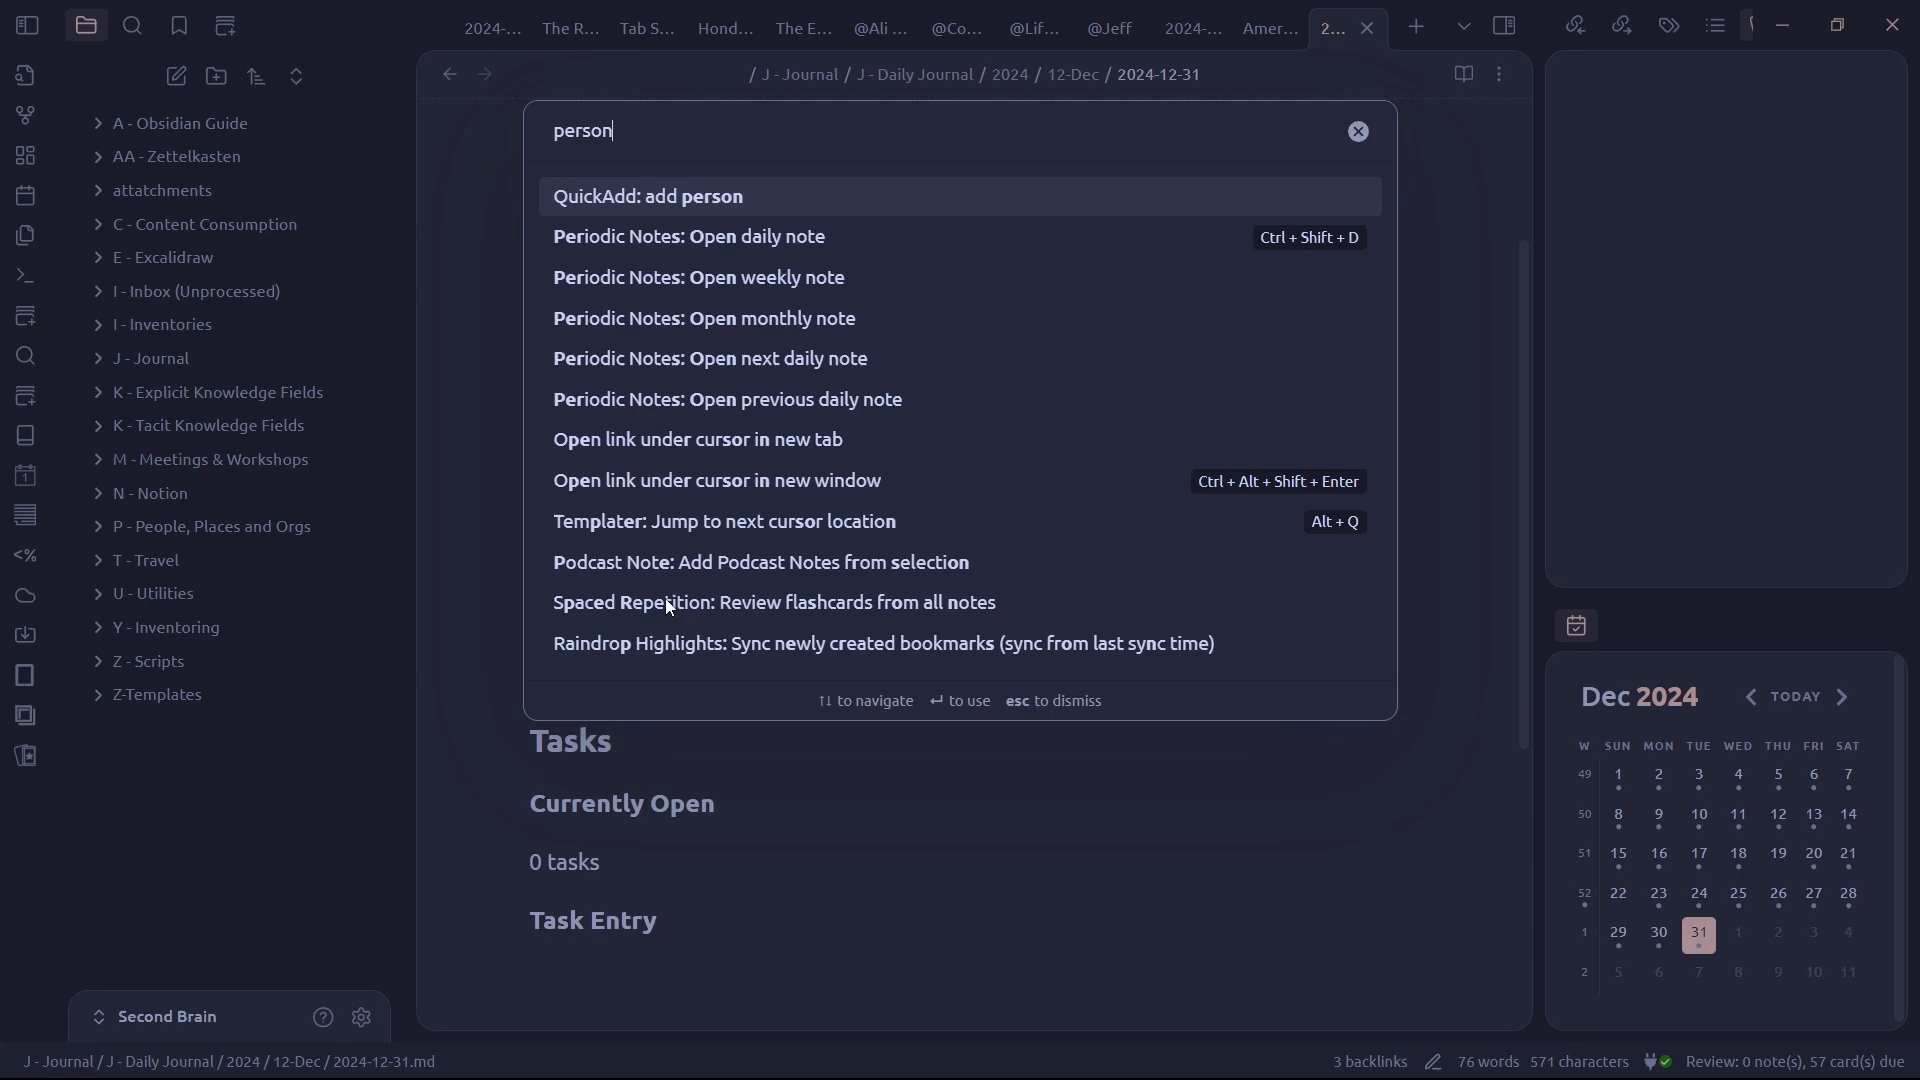 2024-... The R... Tab S... Hond... The E... @Ali ... @Co... @Lif... @Jeff 2024-... Amer... 2...
/ J - Journal / J - Daily Journal / 2024 / 12-Dec / 2024-12-31
A - Obsidian Guide
AA - Zettelkasten
attatchments
C - Content Consumption
E - Excalidraw
I - Inbox (Unprocessed)
I - Inventories
J - Journal
K - Explicit Knowledge Fields
K - Tacit Knowledge Fields
M - Meetings & Workshops
N - Notion
P - People, Places and Orgs
T - Travel
U - Utilities
Y - Inventoring
Z - Scripts
Z-Templates
Second Brain
person
QuickAdd: add person
Periodic Notes: Open daily note Ctrl + Shift + D
Periodic Notes: Open weekly note
Periodic Notes: Open monthly note
Periodic Notes: Open next daily note
Periodic Notes: Open previous daily note
Open link under cursor in new tab
Open link under cursor in new window Ctrl + Alt + Shift + Enter
Templater: Jump to next cursor location Alt + Q
Podcast Note: Add Podcast Notes from selection
Spaced Repetition: Review flashcards from all notes
Raindrop Highlights: Sync newly created bookmarks (sync from last sync time)
↑↓ to navigate ↵ to use esc to dismiss
Tasks
Currently Open
0 tasks
Task Entry
Dec 2024 TODAY
W SUN MON TUE WED THU FRI SAT
49 1 2 3 4 5 6 7
50 8 9 10 11 12 13 14
51 15 16 17 18 19 20 21
52 22 23 24 25 26 27 28
1 29 30 31 1 2 3 4
2 5 6 7 8 9 10 11
J - Journal / J - Daily Journal / 2024 / 12-Dec / 2024-12-31.md
3 backlinks 76 words 571 characters Review: 0 note(s), 57 card(s) due